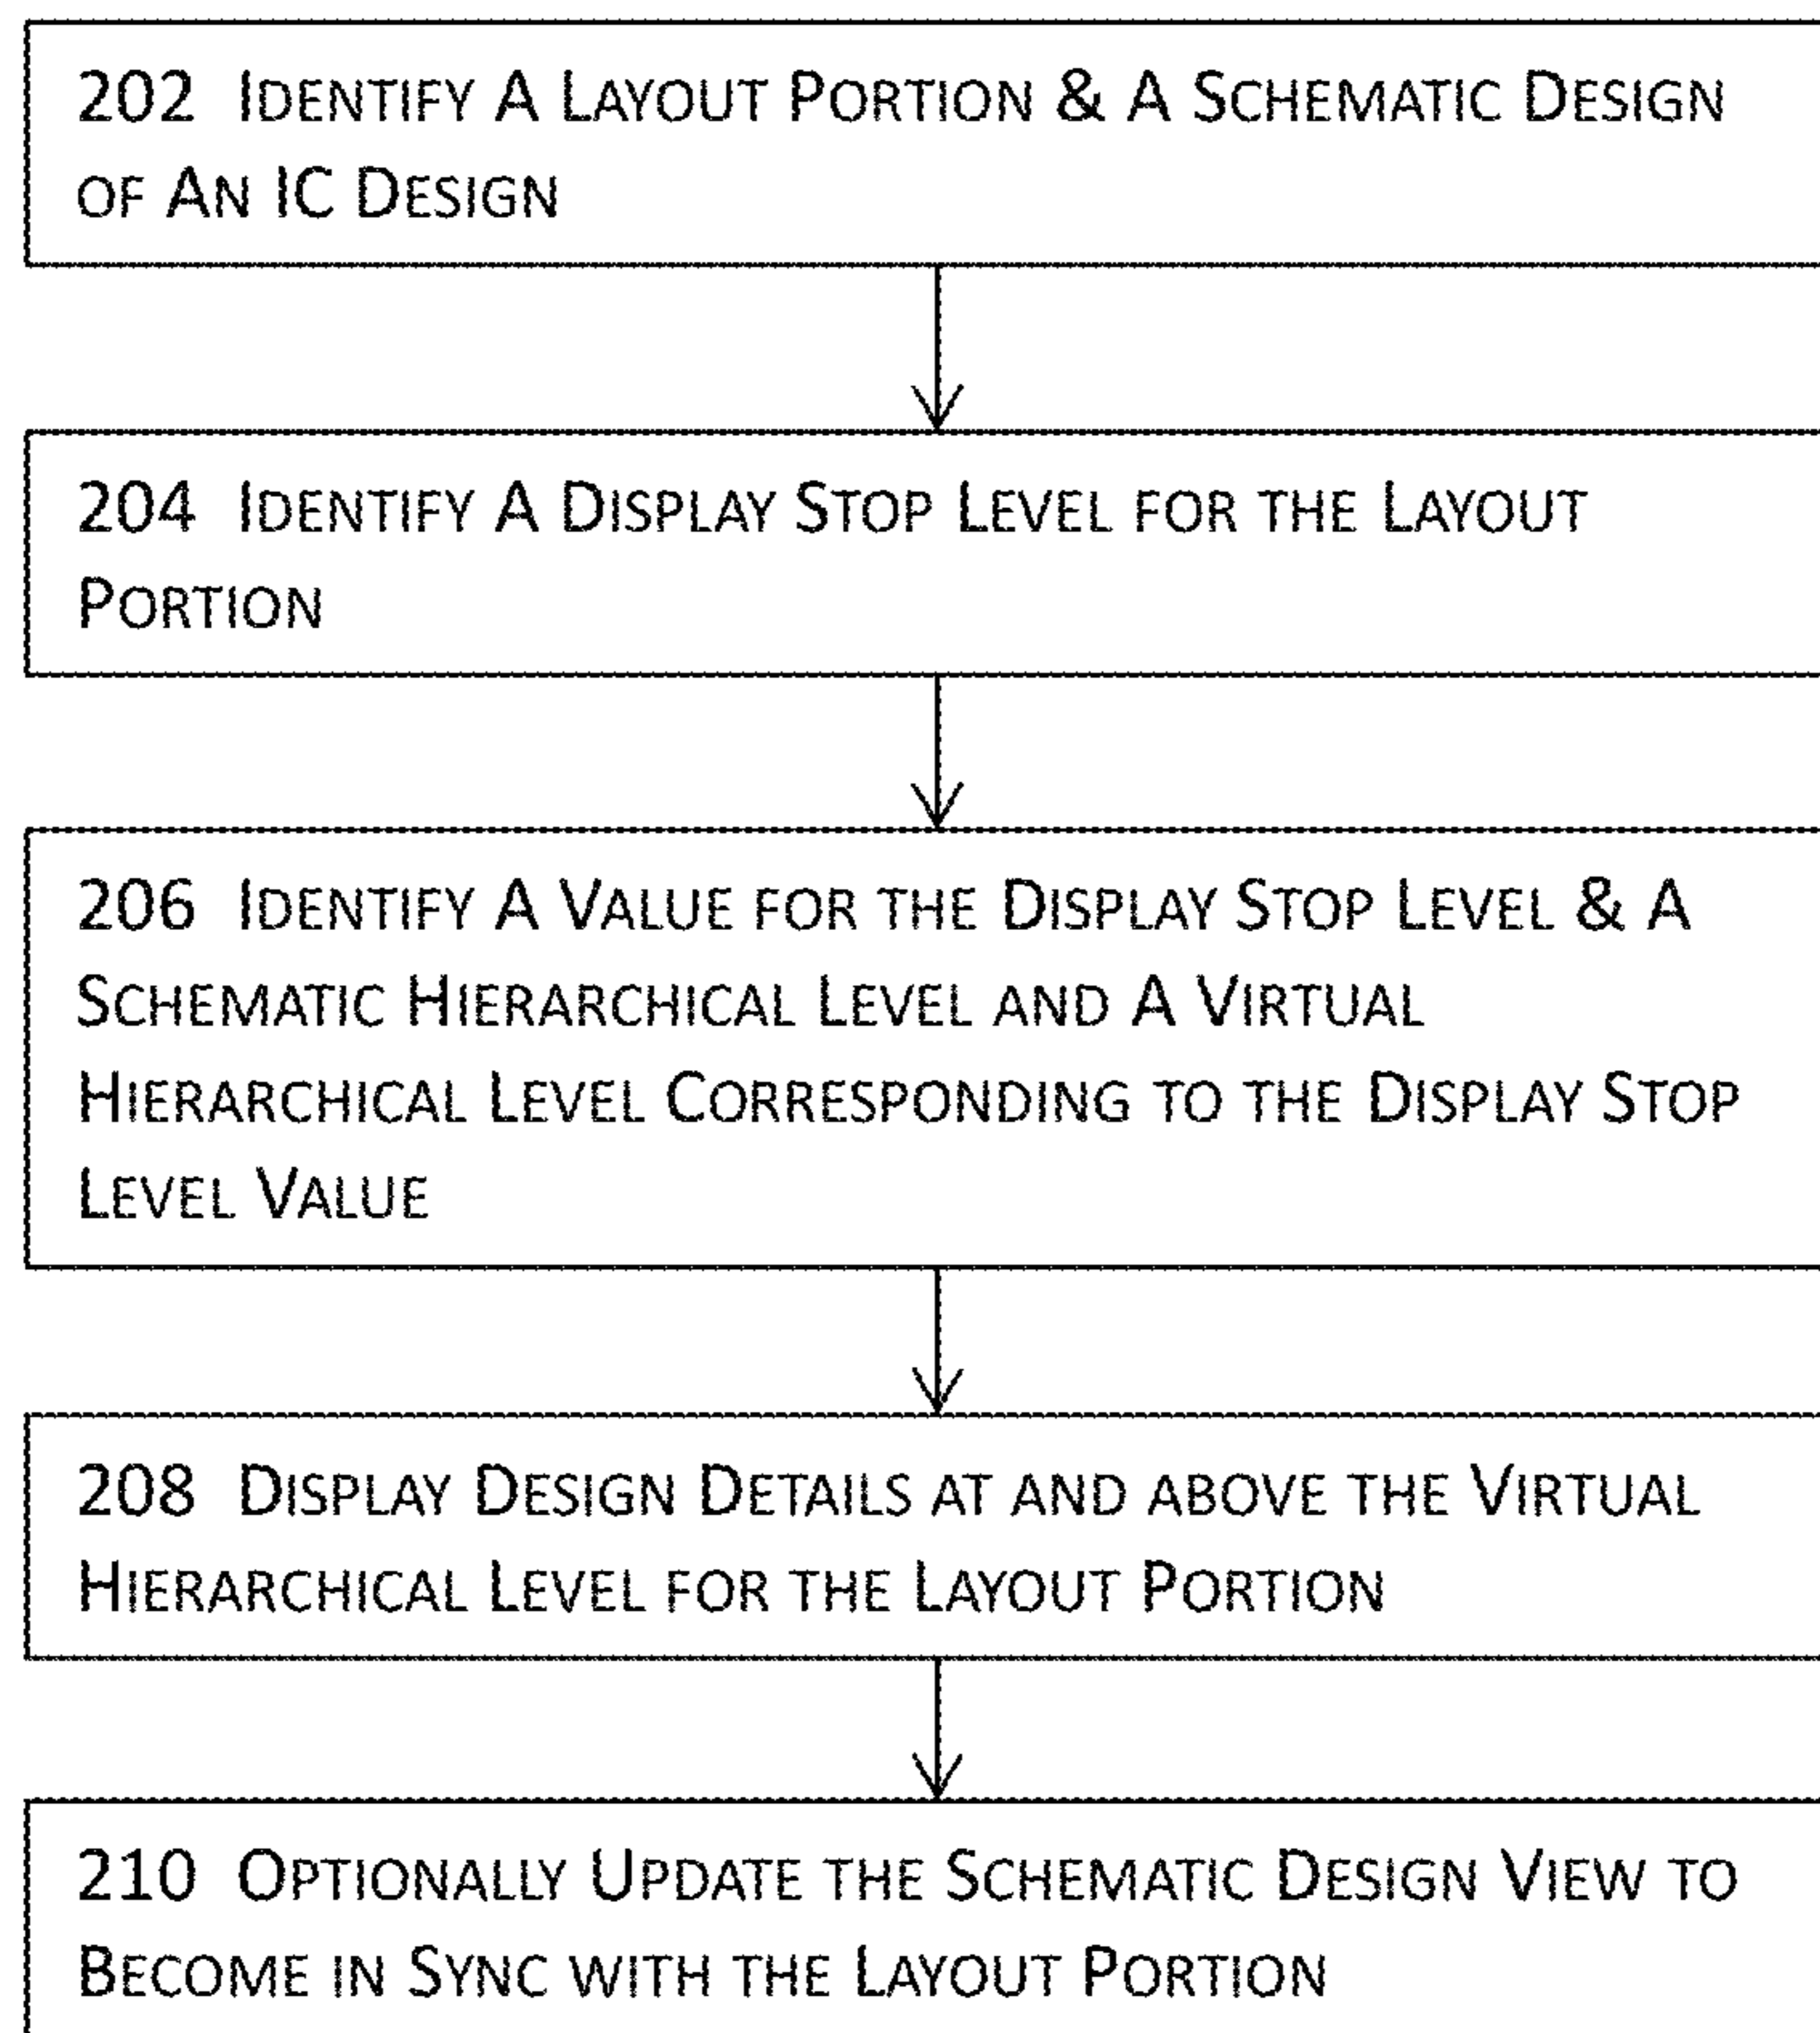 202 Identify A Layout Portion & A Schematic Design
of An IC Design
204 Identify A Display Stop Level for the Layout
Portion
206 Identify A Value for the Display Stop Level & A
Schematic Hierarchical Level and A Virtual
Hierarchical Level Corresponding to the Display Stop
Level Value
208 Display Design Details at and above the Virtual
Hierarchical Level for the Layout Portion
210 Optionally Update the Schematic Design View to
Become in Sync with the Layout Portion